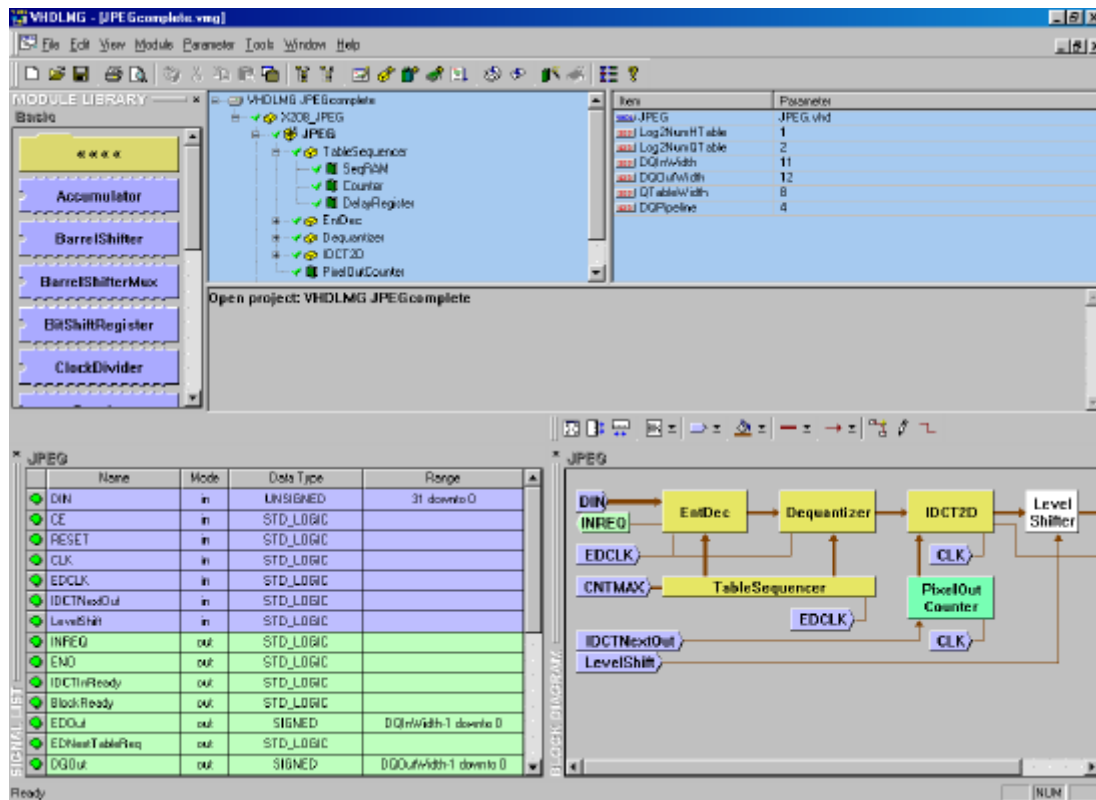 VHDLMG - [JPEGcomplete.vmg]
File Edit View Module Parameter Tools Window Help
MODULE LIBRARY
Basic
««««
Accumulator
BarrelShifter
BarrelShifterMux
BitShiftRegister
ClockDivider
VHDLMG JPEGcomplete
X208_JPEG
JPEG
TableSequencer
SeqRAM
Counter
DelayRegister
EntDec
Dequantizer
IDCT2D
PixelOutCounter
Item Parameter
JPEG JPEG.vhd
Log2NumHTable 1
Log2NumQTable 2
DQInWidth 11
DQOutWidth 12
QTableWidth 8
DQPipeline 4
Open project: VHDLMG JPEGcomplete
JPEG
Name Mode Data Type Range
DIN in UNSIGNED 31 downto 0
CE in STD_LOGIC
RESET in STD_LOGIC
CLK in STD_LOGIC
EDCLK in STD_LOGIC
IDCTNextOut in STD_LOGIC
LevelShift in STD_LOGIC
INREQ out STD_LOGIC
END out STD_LOGIC
IDCTInReady out STD_LOGIC
BlockReady out STD_LOGIC
EDOut out SIGNED DQInWidth-1 downto 0
EDNextTableReq out STD_LOGIC
DQOut out SIGNED DQOutWidth-1 downto 0
SIGNAL LIST
JPEG
DIN
INREQ
EntDec
Dequantizer
IDCT2D
Level
Shifter
EDCLK
CLK
CNTMAX
TableSequencer
PixelOut
Counter
EDCLK
IDCTNextOut
CLK
LevelShift
BLOCK DIAGRAM
Ready
NUM